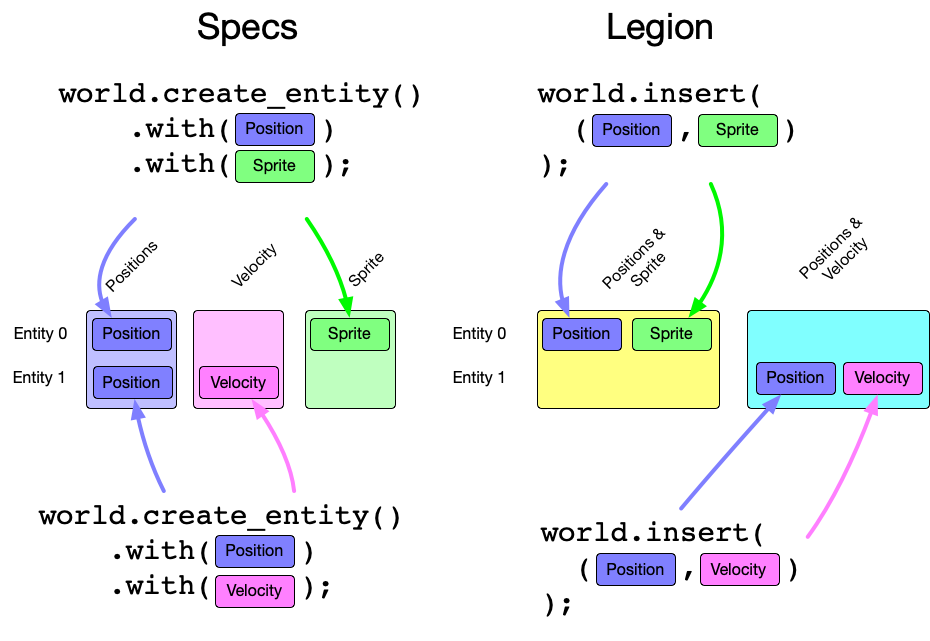 Specs
world.create_entity()
.with( Position )
.with( Sprite );
Positions
Velocity
Sprite
Entity 0
Position
Sprite
Entity 1
Position
Velocity
world.create_entity()
.with( Position )
.with( Velocity );
Legion
world.insert(
( Position , Sprite )
);
Positions &
Sprite
Positions &
Velocity
Entity 0
Position
Sprite
Entity 1
Position
Velocity
world.insert(
( Position , Velocity )
);